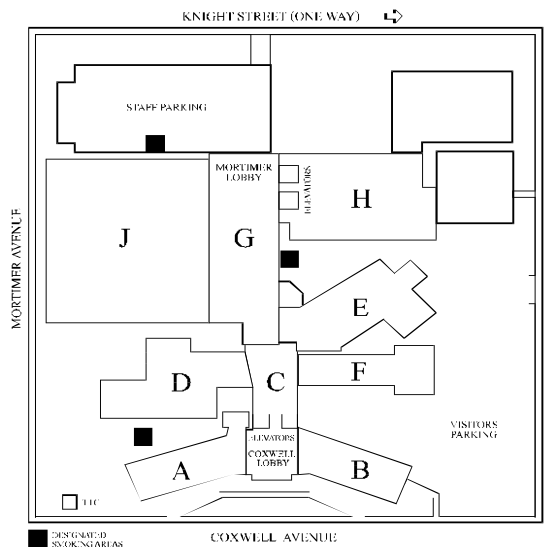 KNIGHT STREET (ONE WAY)
STAFF PARKING
MORTIMER
LOBBY
ELEVATORS
H
J
G
MORTIMER AVENUE
E
D
C
F
VISITORS
PARKING
ELEVATORS
COXWELL
LOBBY
A
B
TTC
DESIGNATED
SMOKING AREAS
COXWELL AVENUE